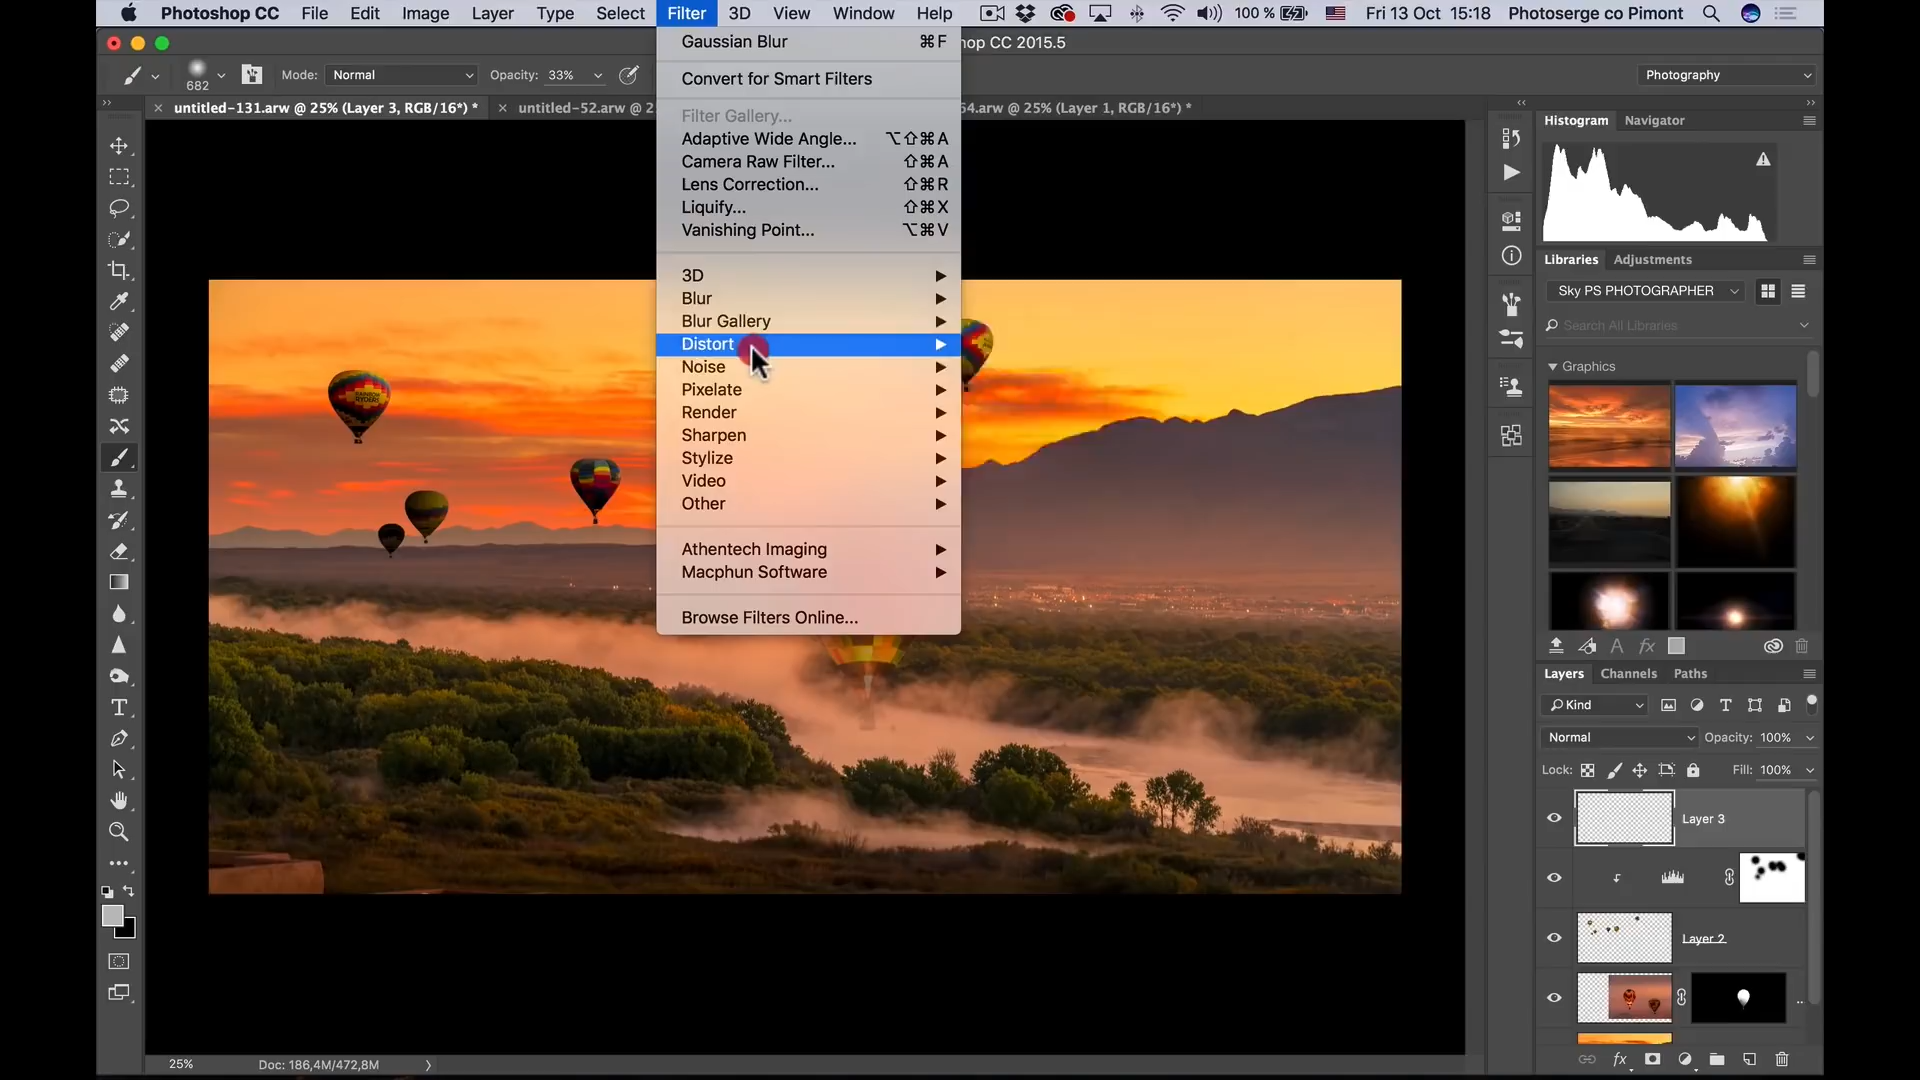 Photoshop CC File Edit Image Layer Type Select Filter 3D View Window Help 100 % Fri 13 Oct 15:18 Photoserge co Pimont
hop CC 2015.5
682 Mode: Normal Opacity: 33% Photography
untitled-131.arw @ 25% (Layer 3, RGB/16*) * untitled-52.arw @ 2 64.arw @ 25% (Layer 1, RGB/16*) *
Gaussian Blur ⌘F
Convert for Smart Filters
Filter Gallery...
Adaptive Wide Angle... ⌥⇧⌘A
Camera Raw Filter... ⇧⌘A
Lens Correction... ⇧⌘R
Liquify... ⇧⌘X
Vanishing Point... ⌥⌘V
3D
Blur
Blur Gallery
Distort
Noise
Pixelate
Render
Sharpen
Stylize
Video
Other
Athentech Imaging
Macphun Software
Browse Filters Online...
RAINBOW
RYDERS
Histogram Navigator
Libraries Adjustments
Sky PS PHOTOGRAPHER
Search All Libraries
Graphics
Layers Channels Paths
Kind
Normal Opacity: 100%
Lock: Fill: 100%
Layer 3
Layer 2
..
fx
25% Doc: 186,4M/472,8M